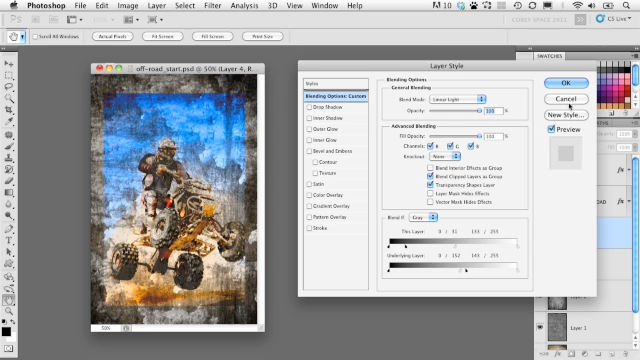 Photoshop File Edit Image Layer Select Filter Analysis View Window Help
10
COREY SPACE 2011
CS Live
Scroll All Windows Actual Pixels Fit Screen Fill Screen Print Size
off-road_start.psd @ 50% (Layer 4, R
50%
Layer Style
Styles
Blending Options: Custom
Drop Shadow
Inner Shadow
Outer Glow
Inner Glow
Bevel and Emboss
Contour
Texture
Satin
Color Overlay
Gradient Overlay
Pattern Overlay
Stroke
Blending Options
General Blending
Blend Mode: Linear Light
Opacity: 100 %
Advanced Blending
Fill Opacity: 100 %
Channels: R G B
Knockout: None
Blend Interior Effects as Group
Blend Clipped Layers as Group
Transparency Shapes Layer
Layer Mask Hides Effects
Vector Mask Hides Effects
Blend If: Gray
This Layer: 0 / 31 133 / 255
Underlying Layer: 0 / 152 143 / 255
OK
Cancel
New Style...
Preview
SWATCHES
Layer 1